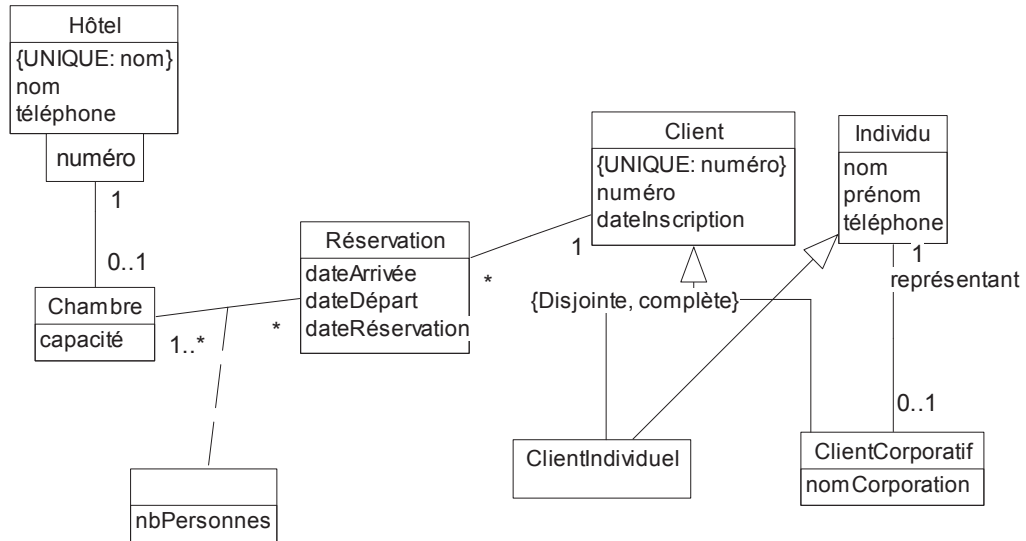 Hôtel
{UNIQUE: nom}
nom
téléphone
numéro
1
0..1
Chambre
capacité
1..*
*
nbPersonnes
Réservation
dateArrivée
dateDépart
dateRéservation
*
1
Client
{UNIQUE: numéro}
numéro
dateInscription
{Disjointe, complète}
Individu
nom
prénom
téléphone
1
représentant
0..1
ClientIndividuel
ClientCorporatif
nomCorporation